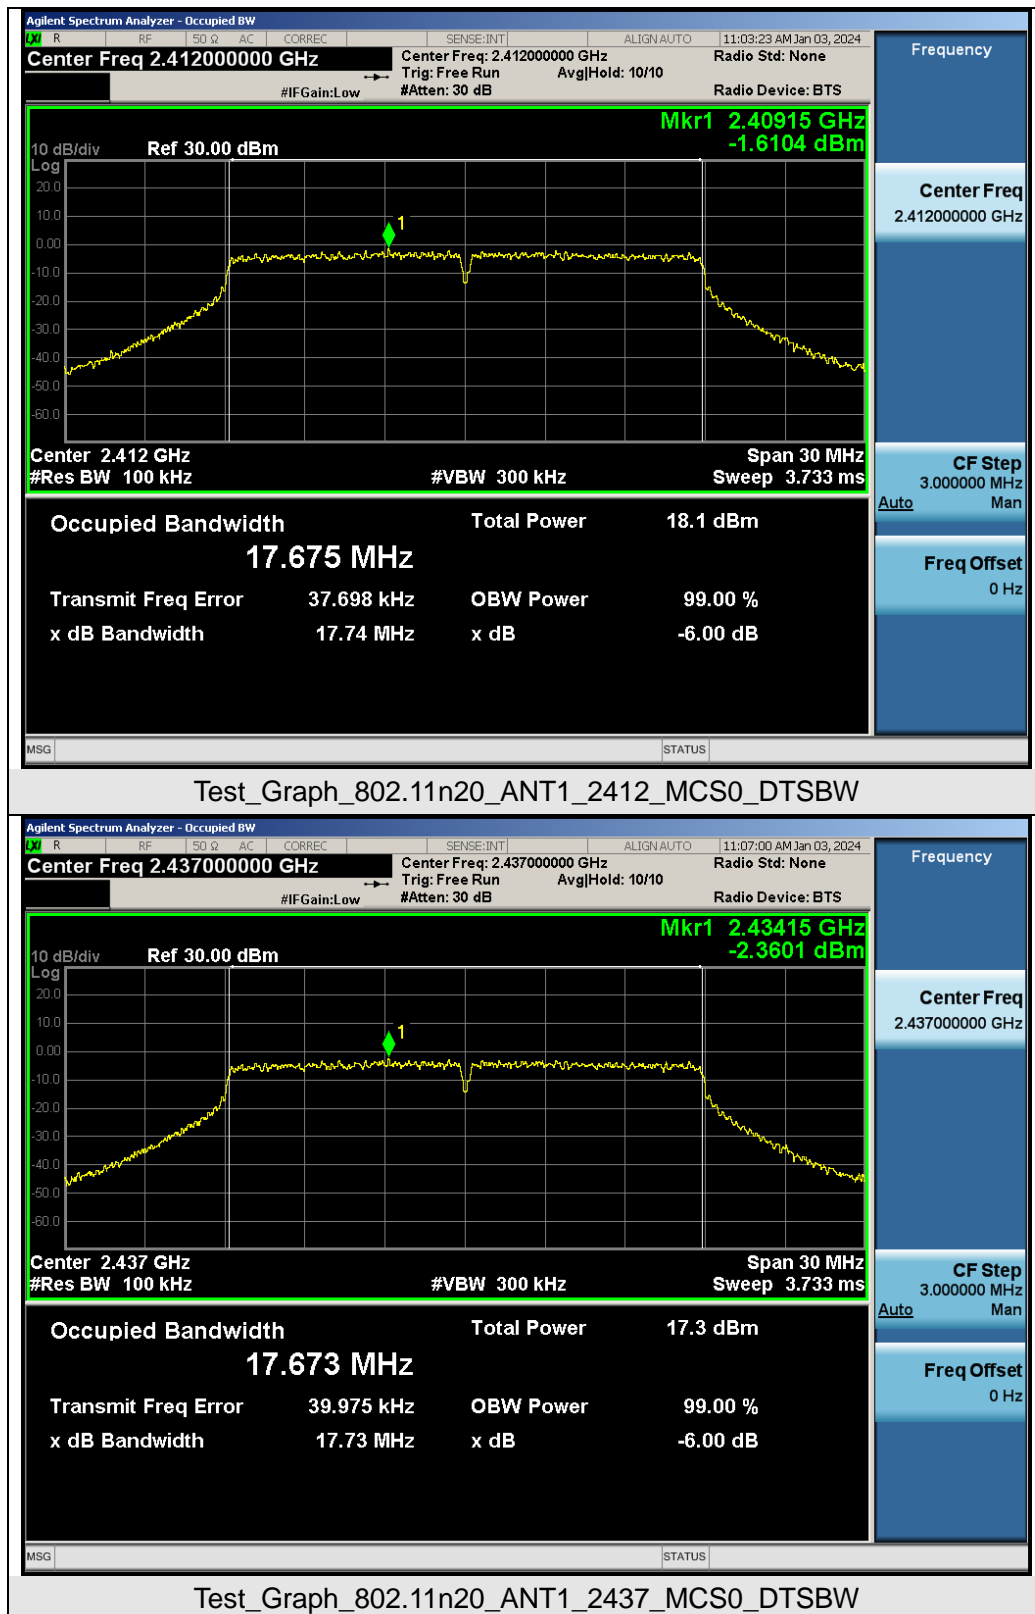 Agilent Spectrum Analyzer - Occupied BW
LXI R RF 50 Ω AC CORREC SENSE:INT ALIGN AUTO 11:03:23 AM Jan 03, 2024
Center Freq 2.412000000 GHz
Center Freq: 2.412000000 GHz Radio Std: None
Trig: Free Run Avg|Hold: 10/10
#IFGain:Low #Atten: 30 dB Radio Device: BTS
Frequency
Mkr1 2.40915 GHz
-1.6104 dBm
10 dB/div Ref 30.00 dBm
Log
20.0
10.0
0.00
-10.0
-20.0
-30.0
-40.0
-50.0
-60.0
1
Center Freq
2.412000000 GHz
Center 2.412 GHz Span 30 MHz
#Res BW 100 kHz #VBW 300 kHz Sweep 3.733 ms
CF Step
3.000000 MHz
Auto Man
Occupied Bandwidth Total Power 18.1 dBm
17.675 MHz
Transmit Freq Error 37.698 kHz OBW Power 99.00 %
x dB Bandwidth 17.74 MHz x dB -6.00 dB
Freq Offset
0 Hz
MSG STATUS
Test_Graph_802.11n20_ANT1_2412_MCS0_DTSBW
Agilent Spectrum Analyzer - Occupied BW
LXI R RF 50 Ω AC CORREC SENSE:INT ALIGN AUTO 11:07:00 AM Jan 03, 2024
Center Freq 2.437000000 GHz
Center Freq: 2.437000000 GHz Radio Std: None
Trig: Free Run Avg|Hold: 10/10
#IFGain:Low #Atten: 30 dB Radio Device: BTS
Frequency
Mkr1 2.43415 GHz
-2.3601 dBm
10 dB/div Ref 30.00 dBm
Log
20.0
10.0
0.00
-10.0
-20.0
-30.0
-40.0
-50.0
-60.0
1
Center Freq
2.437000000 GHz
Center 2.437 GHz Span 30 MHz
#Res BW 100 kHz #VBW 300 kHz Sweep 3.733 ms
CF Step
3.000000 MHz
Auto Man
Occupied Bandwidth Total Power 17.3 dBm
17.673 MHz
Transmit Freq Error 39.975 kHz OBW Power 99.00 %
x dB Bandwidth 17.73 MHz x dB -6.00 dB
Freq Offset
0 Hz
MSG STATUS
Test_Graph_802.11n20_ANT1_2437_MCS0_DTSBW